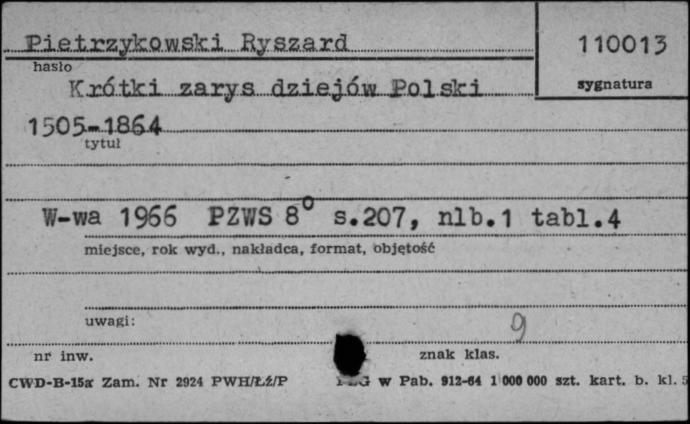 Pietrzykowski Ryszard
110013
hasło
sygnatura
Krótki zarys dziejów Polski
1505-1864
tytuł
W-wa 1966 PZWS 8° s.207, nlb.1 tabl.4
miejsce, rok wyd., nakładca, format, objętość
uwagi:
9
nr inw.
znak klas.
CWD-B-15a Zam. Nr 2924 PWH/Łź/P w Pab. 912-64 1 000 000 szt. kart. b. kl. 5